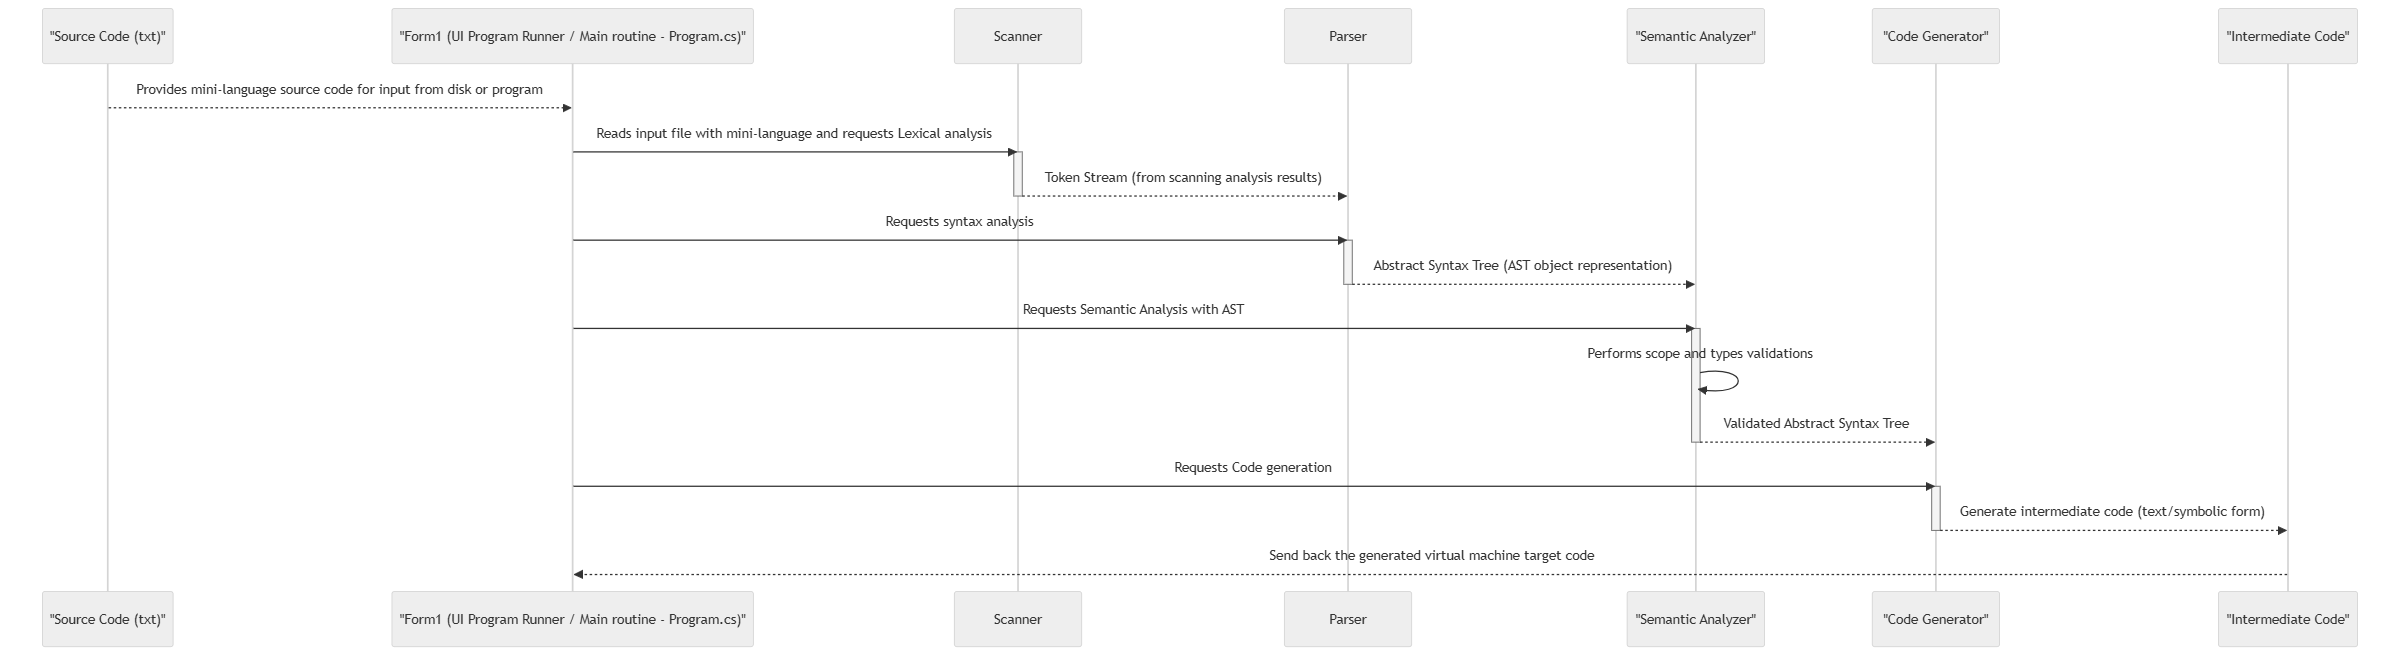 "Source Code (txt)"
"Form1 (UI Program Runner / Main routine - Program.cs)"
Scanner
Parser
"Semantic Analyzer"
"Code Generator"
"Intermediate Code"
Provides mini-language source code for input from disk or program
Reads input file with mini-language and requests Lexical analysis
Token Stream (from scanning analysis results)
Requests syntax analysis
Abstract Syntax Tree (AST object representation)
Requests Semantic Analysis with AST
Performs scope and types validations
Validated Abstract Syntax Tree
Requests Code generation
Generate intermediate code (text/symbolic form)
Send back the generated virtual machine target code
"Source Code (txt)"
"Form1 (UI Program Runner / Main routine - Program.cs)"
Scanner
Parser
"Semantic Analyzer"
"Code Generator"
"Intermediate Code"